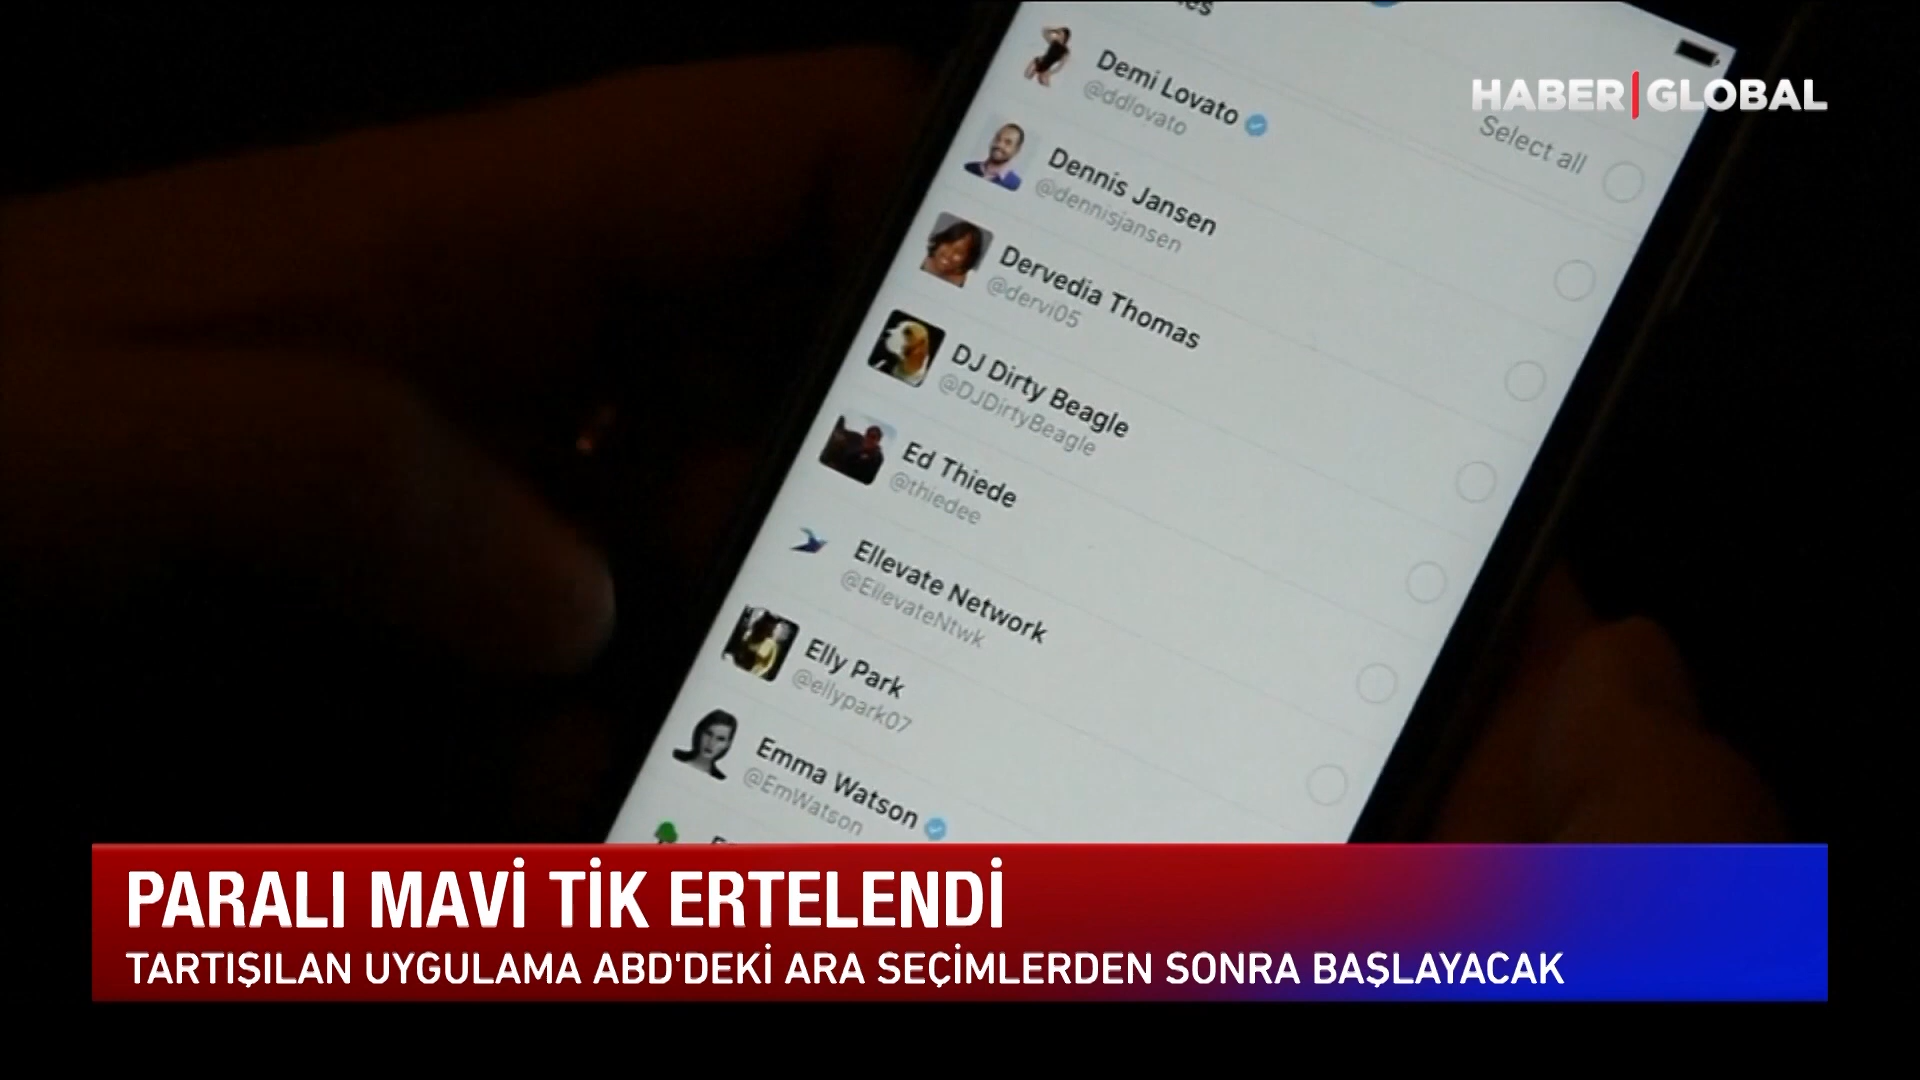 HABER GLOBAL
Select all
Demi Lovato
@ddlovato
Dennis Jansen
@dennisjansen
Dervedia Thomas
@dervi05
DJ Dirty Beagle
@DJDirtyBeagle
Ed Thiede
@thiedee
Ellevate Network
@EllevateNtwk
Elly Park
@ellypark07
Emma Watson
@EmWatson
PARALI MAVİ TİK ERTELENDİ
TARTIŞILAN UYGULAMA ABD'DEKİ ARA SEÇİMLERDEN SONRA BAŞLAYACAK